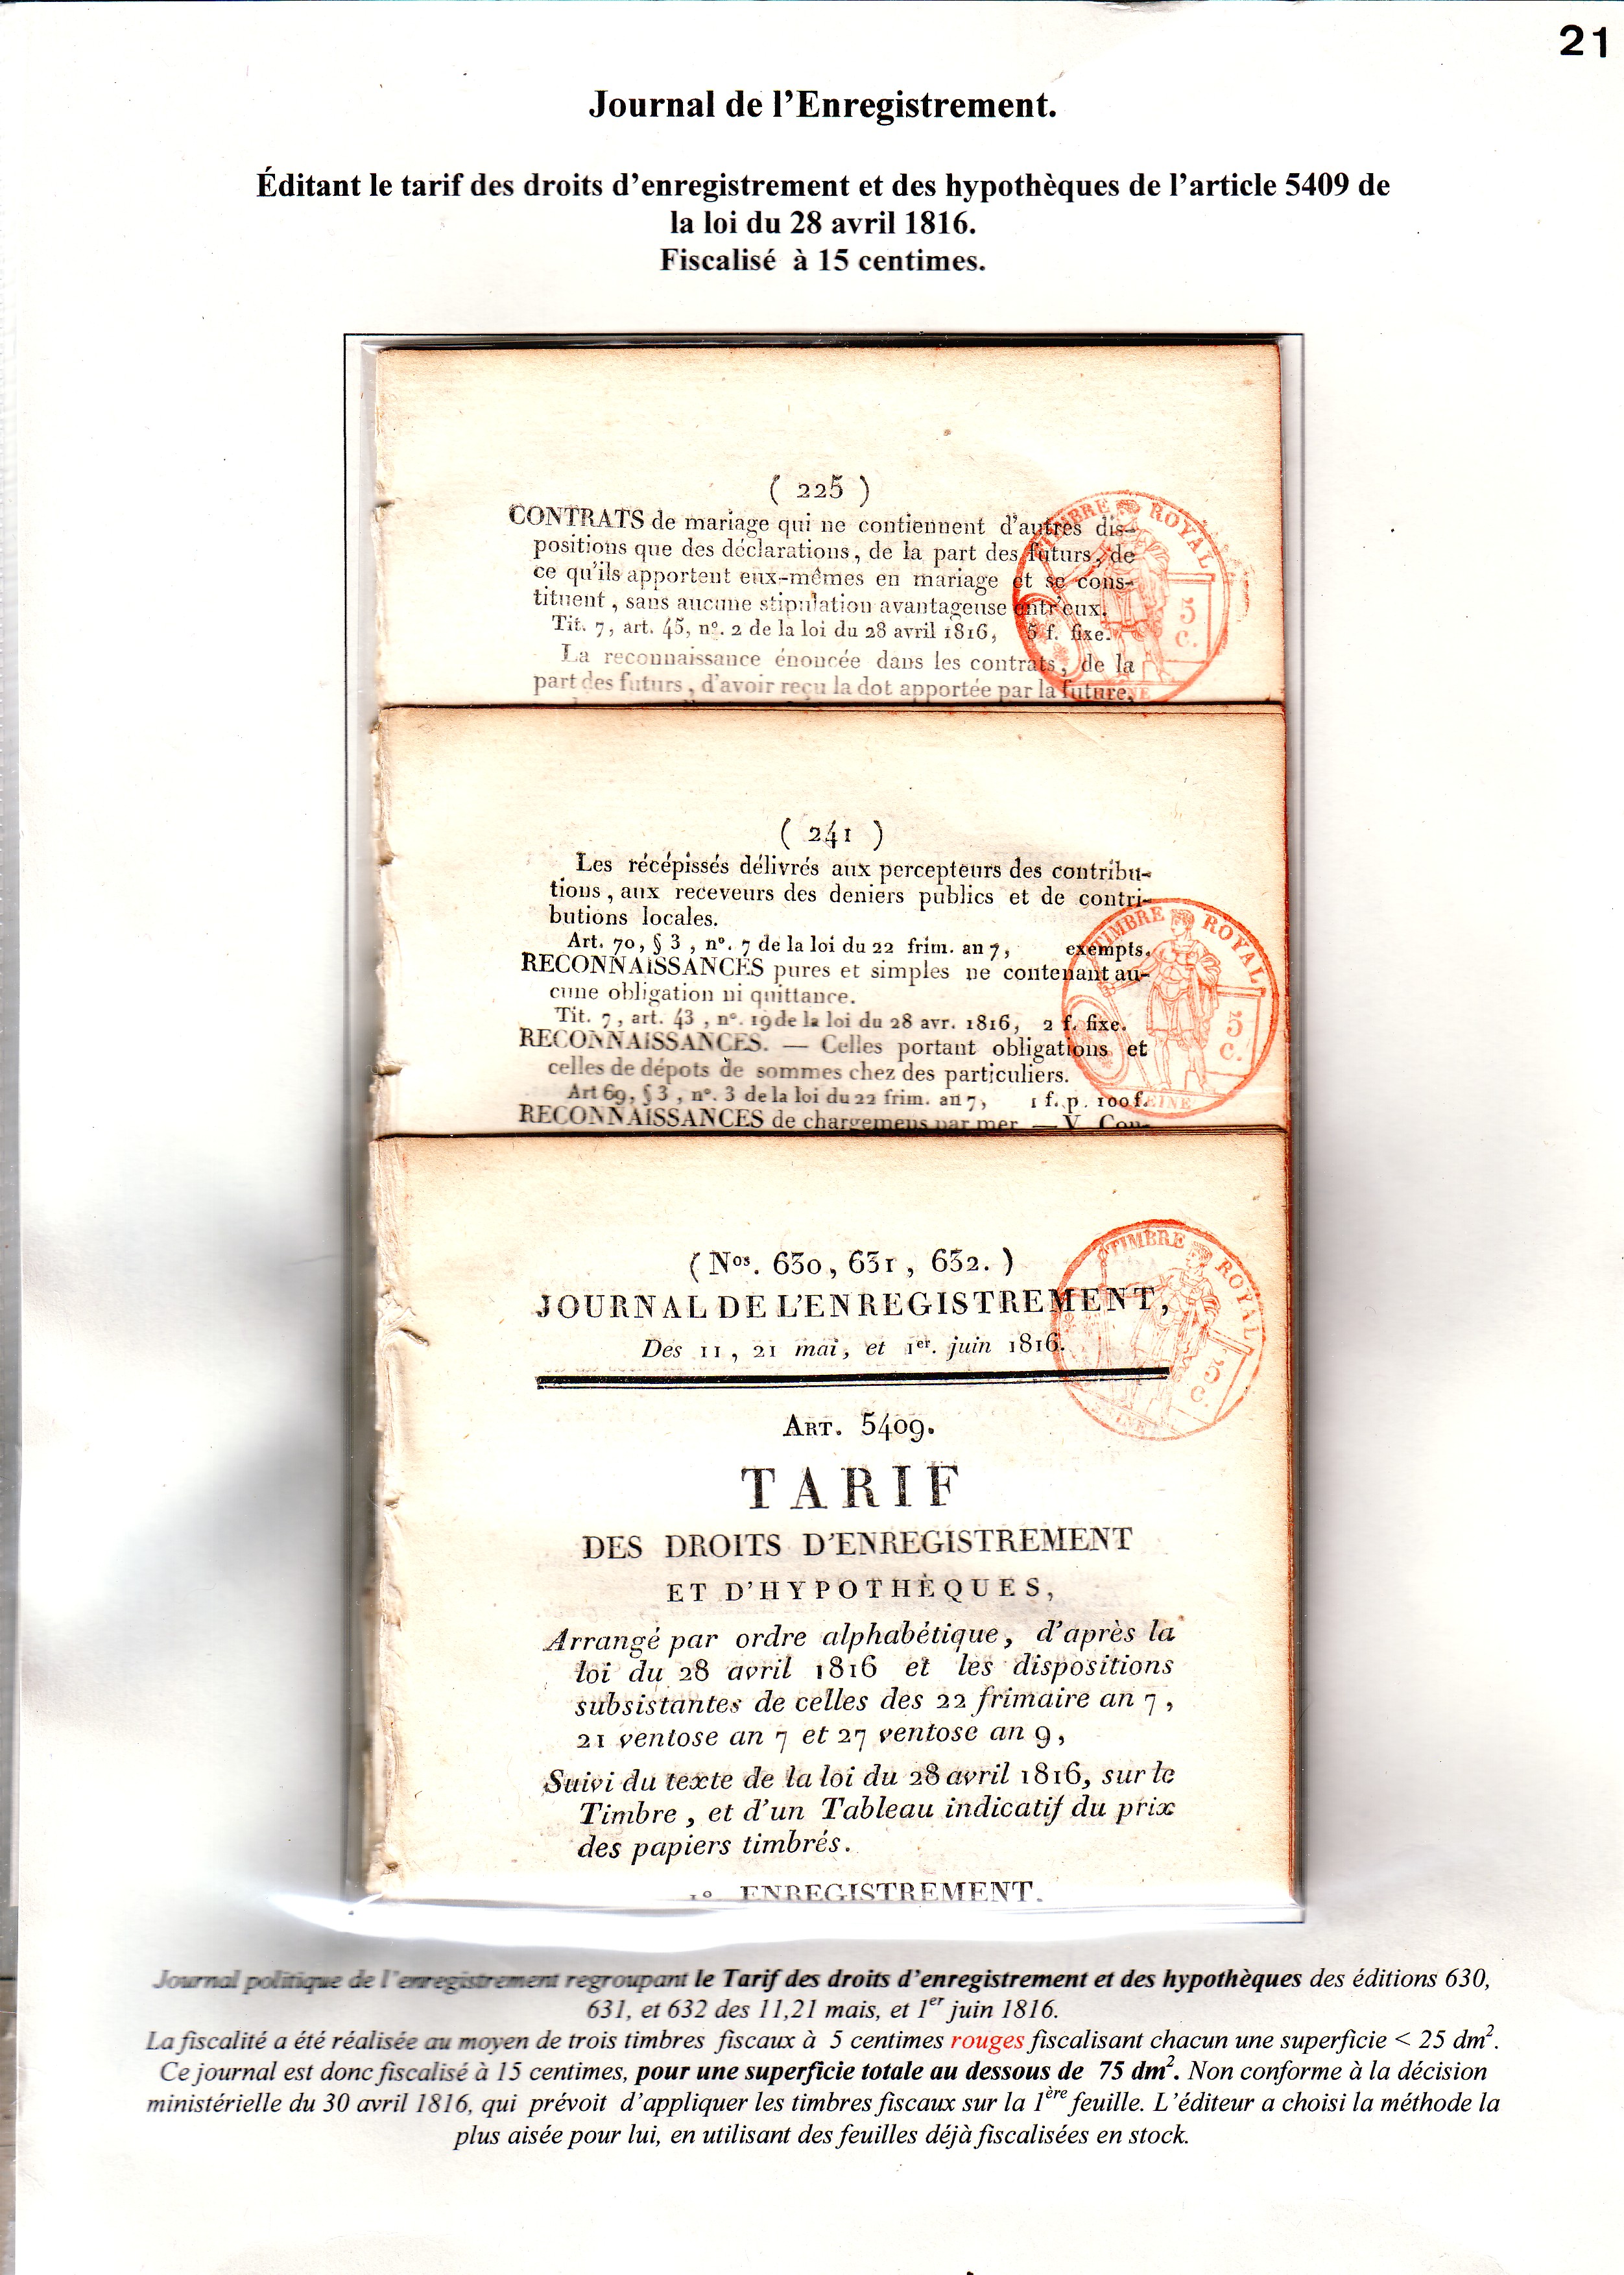 21
Journal de l’Enregistrement.
Éditant le tarif des droits d’enregistrement et des hypothèques de l’article 5409 de
la loi du 28 avril 1816.
Fiscalisé à 15 centimes.
( 225 )
CONTRATS de mariage qui ne contiennent d'autres dis-
positions que des déclarations, de la part des futurs, de
ce qu'ils apportent eux-mêmes en mariage et se cons-
tituent, sans aucune stipulation avantageuse entr'eux.
Tit. 7, art. 45, nº. 2 de la loi du 28 avril 1816, 5 f. fixe.
La reconnaissance énoncée dans les contrats, de la
part des futurs, d'avoir reçu la dot apportée par la future,
TIMBRE ROYAL
5
C.
SEINE
( 241 )
Les récépissés délivrés aux percepteurs des contribu-
tions, aux receveurs des deniers publics et de contri-
butions locales.
Art. 70, § 3, nº. 7 de la loi du 22 frim. an 7, exempts.
RECONNAISSANCES pures et simples ne contenant au-
cune obligation ni quittance.
Tit. 7, art. 43, nº. 19 de la loi du 28 avr. 1816, 2 f. fixe.
RECONNAISSANCES. — Celles portant obligations et
celles de dépots de sommes chez des particuliers.
Art 69, § 3, nº. 3 de la loi du 22 frim. an 7, 1 f. p. 100 f.
RECONNAISSANCES de chargemens par mer. — V. Con-
TIMBRE ROYAL
5
C.
SEINE
(Nos. 630, 631, 632.)
JOURNAL DE L'ENREGISTREMENT,
Des 11, 21 mai, et 1er. juin 1816.
TIMBRE ROYAL
5
C.
SEINE
ART. 5409.
TARIF
DES DROITS D'ENREGISTREMENT
ET D'HYPOTHÈQUES,
Arrangé par ordre alphabétique, d'après la
loi du 28 avril 1816 et les dispositions
subsistantes de celles des 22 frimaire an 7,
21 ventose an 7 et 27 ventose an 9,
Suivi du texte de la loi du 28 avril 1816, sur le
Timbre, et d'un Tableau indicatif du prix
des papiers timbrés.
1º ENREGISTREMENT.
Journal politique de l’enregistrement regroupant le Tarif des droits d’enregistrement et des hypothèques des éditions 630,
631, et 632 des 11,21 mais, et 1er juin 1816.
La fiscalité a été réalisée au moyen de trois timbres fiscaux à 5 centimes rouges fiscalisant chacun une superficie < 25 dm².
Ce journal est donc fiscalisé à 15 centimes, pour une superficie totale au dessous de 75 dm². Non conforme à la décision
ministérielle du 30 avril 1816, qui prévoit d’appliquer les timbres fiscaux sur la 1ère feuille. L’éditeur a choisi la méthode la
plus aisée pour lui, en utilisant des feuilles déjà fiscalisées en stock.